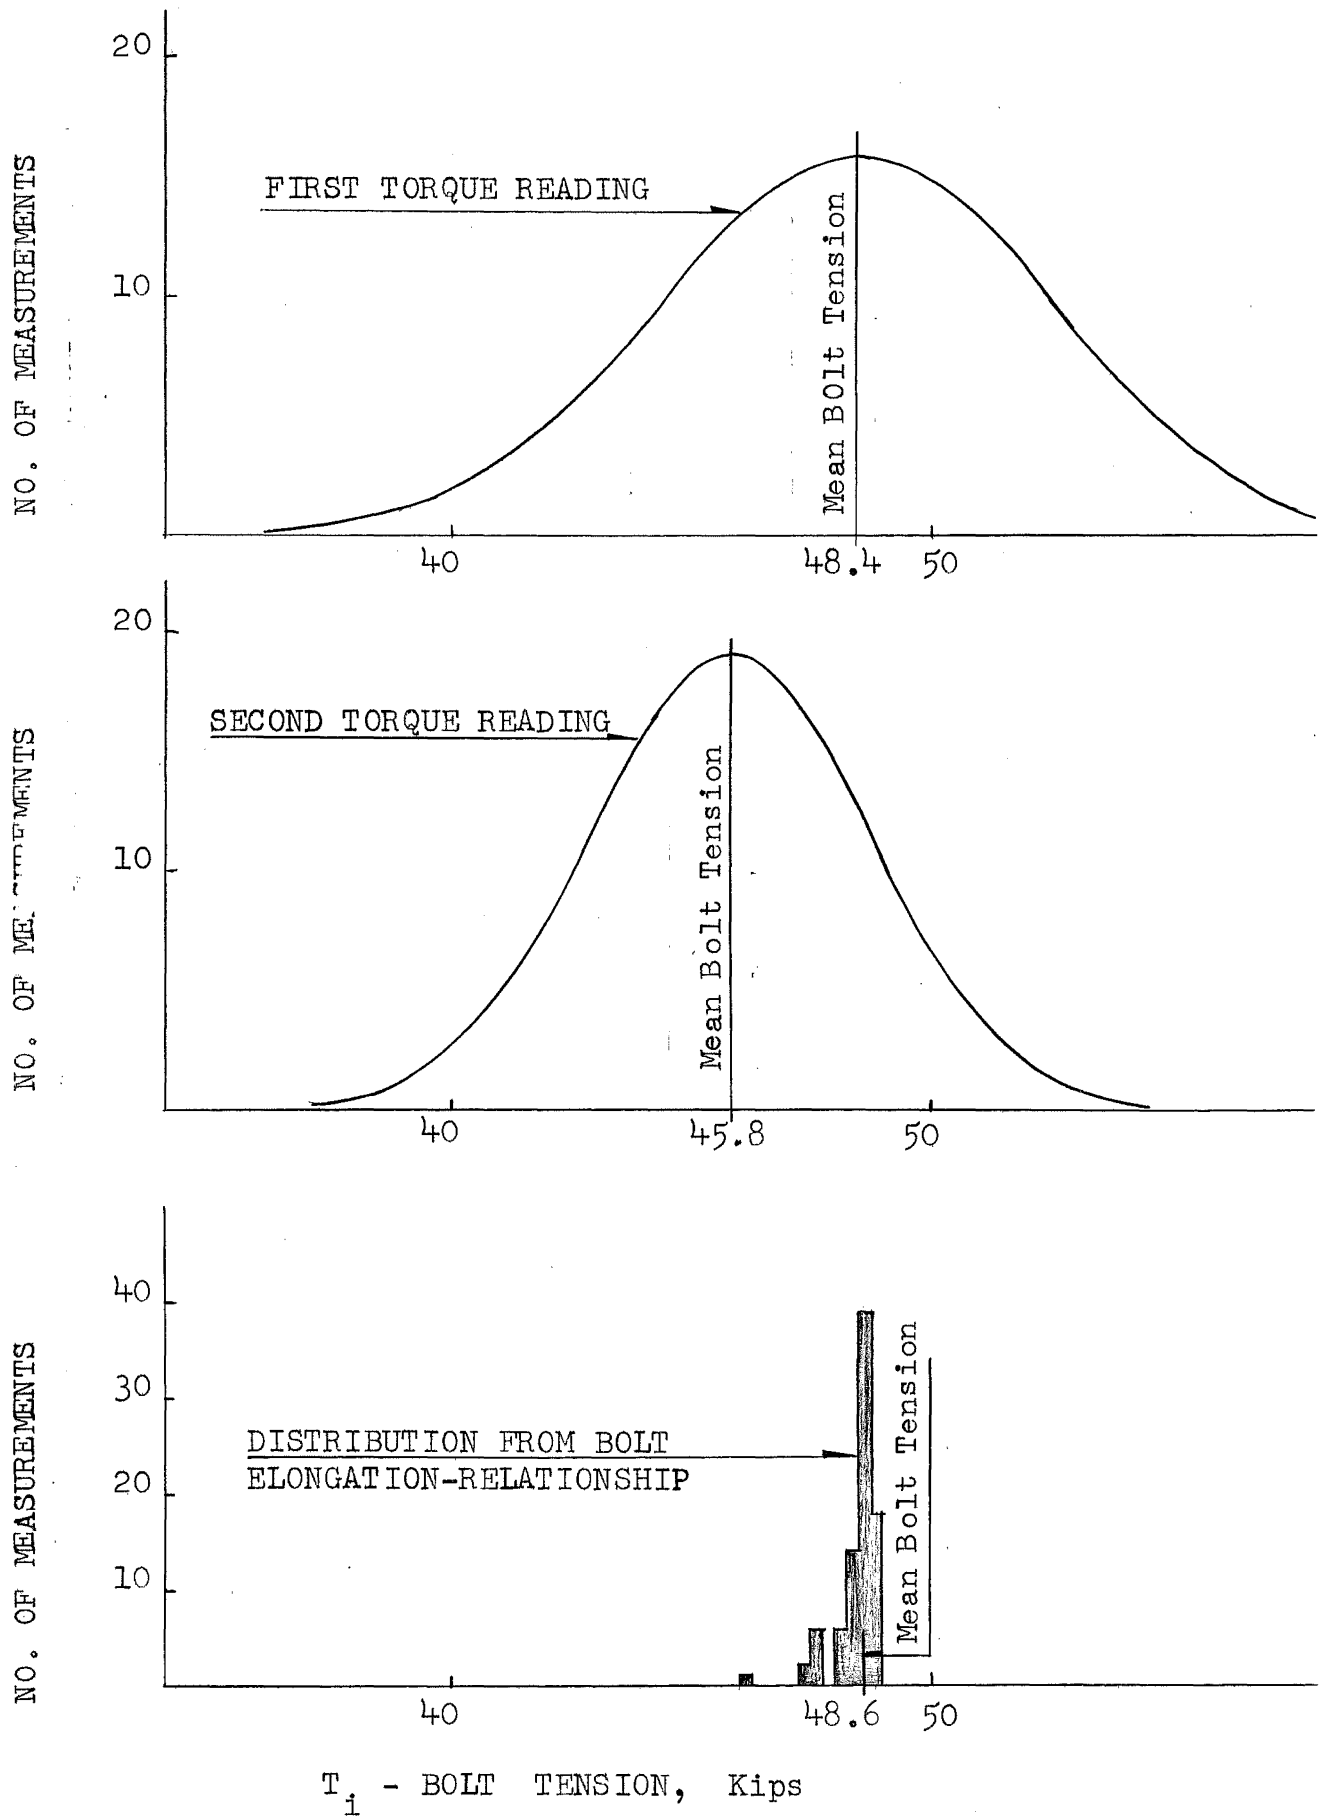 20
FIRST TORQUE READING
10
NO. OF MEASUREMENTS
Mean BOlt Tension
40
48.4
50
20
SECOND TORQUE READING
10
NO. OF
Mean Bolt Tension
40
45.8
50
40
30
DISTRIBUTION FROM BOLT
ELONGATION-RELATIONSHIP
20
10
NO. OF MEASUREMENTS
Mean Bolt Tension
40
48.6
50
Ti - BOLT TENSION, Kips